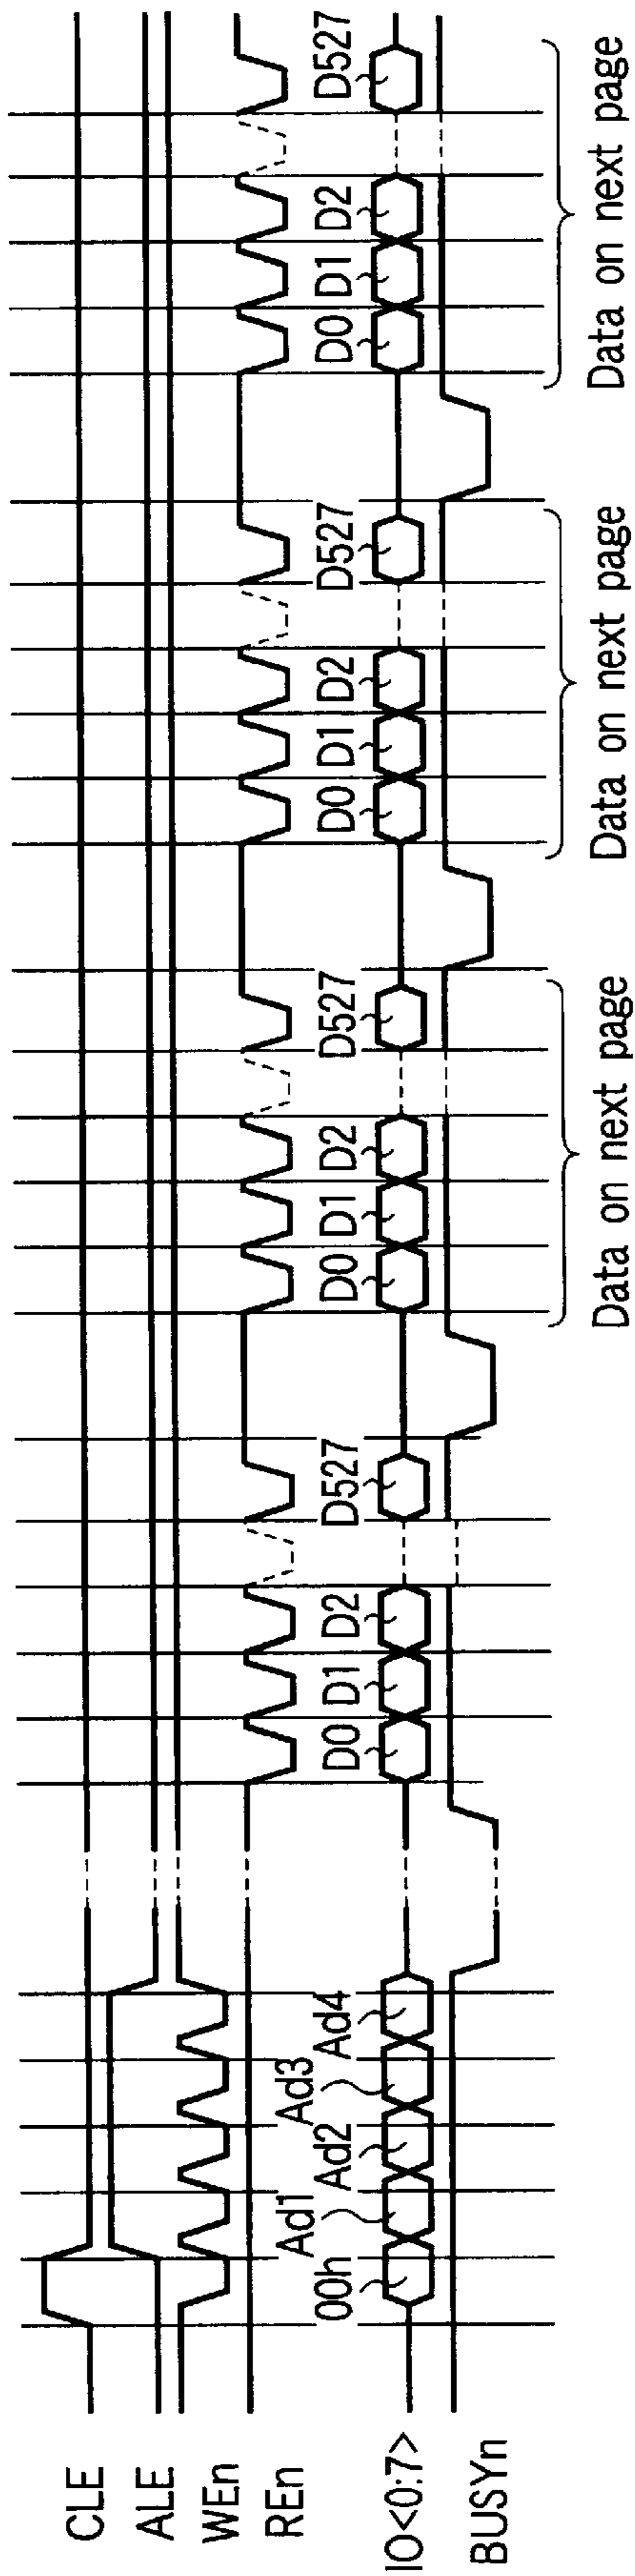 CLE
ALE
WEn
REn
IO<0:7>
BUSYn
00h
Ad1
Ad2
Ad3
Ad4
D0
D1
D2
D527
D0
D1
D2
D527
D0
D1
D2
D527
D0
D1
D2
D527
Data on next page
Data on next page
Data on next page